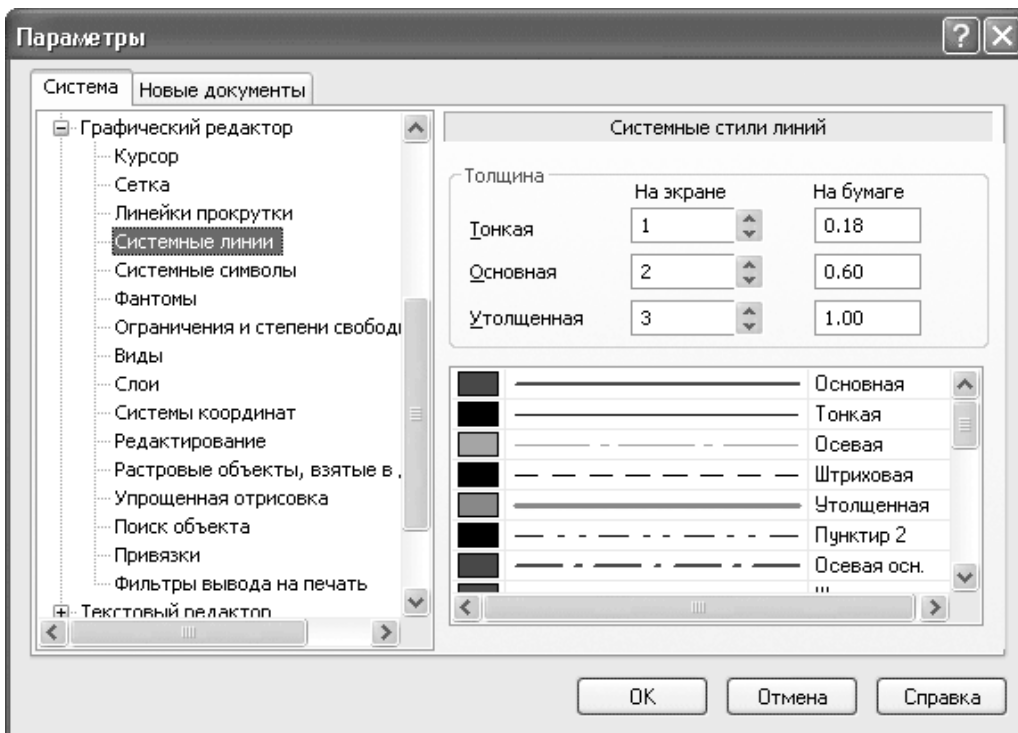 Параметры
Система
Новые документы
Графический редактор
Курсор
Сетка
Линейки прокрутки
Системные линии
Системные символы
Фантомы
Ограничения и степени свободы
Виды
Слои
Системы координат
Редактирование
Растровые объекты, взятые в .
Упрощенная отрисовка
Поиск объекта
Привязки
Фильтры вывода на печать
Текстовый редактор
Системные стили линий
Толщина
На экране На бумаге
Тонкая 1 0.18
Основная 2 0.60
Утолщенная 3 1.00
Основная
Тонкая
Осевая
Штриховая
Утолщенная
Пунктир 2
Осевая осн.
OK Отмена Справка